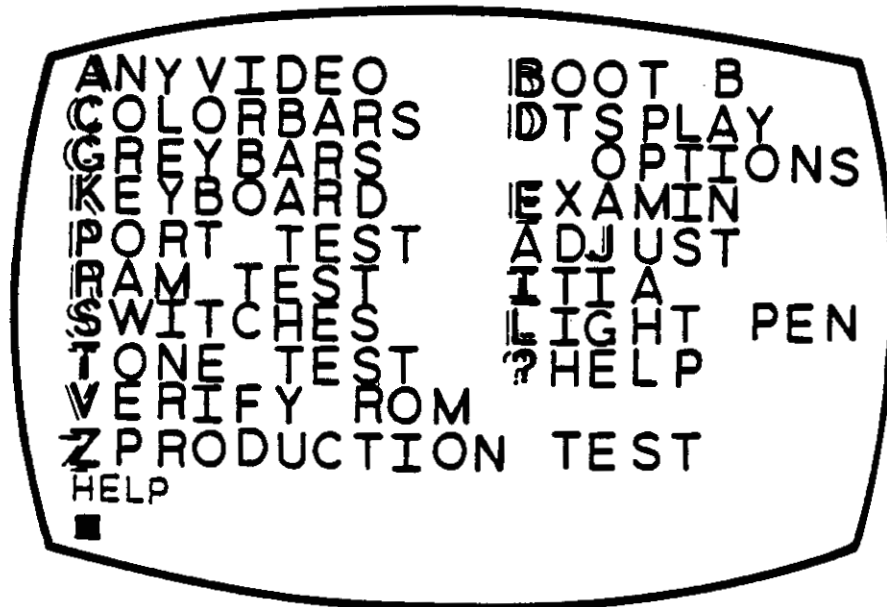 ANYVIDEO BOOT B
COLORBARS DTSPLAY
GREYBARS OPTIONS
KEYBOARD EXAMIN
PORT TEST ADJUST
RAM TEST ITIA
SWITCHES LIGHT PEN
TONE TEST ?HELP
VERIFY ROM
ZPRODUCTION TEST
HELP